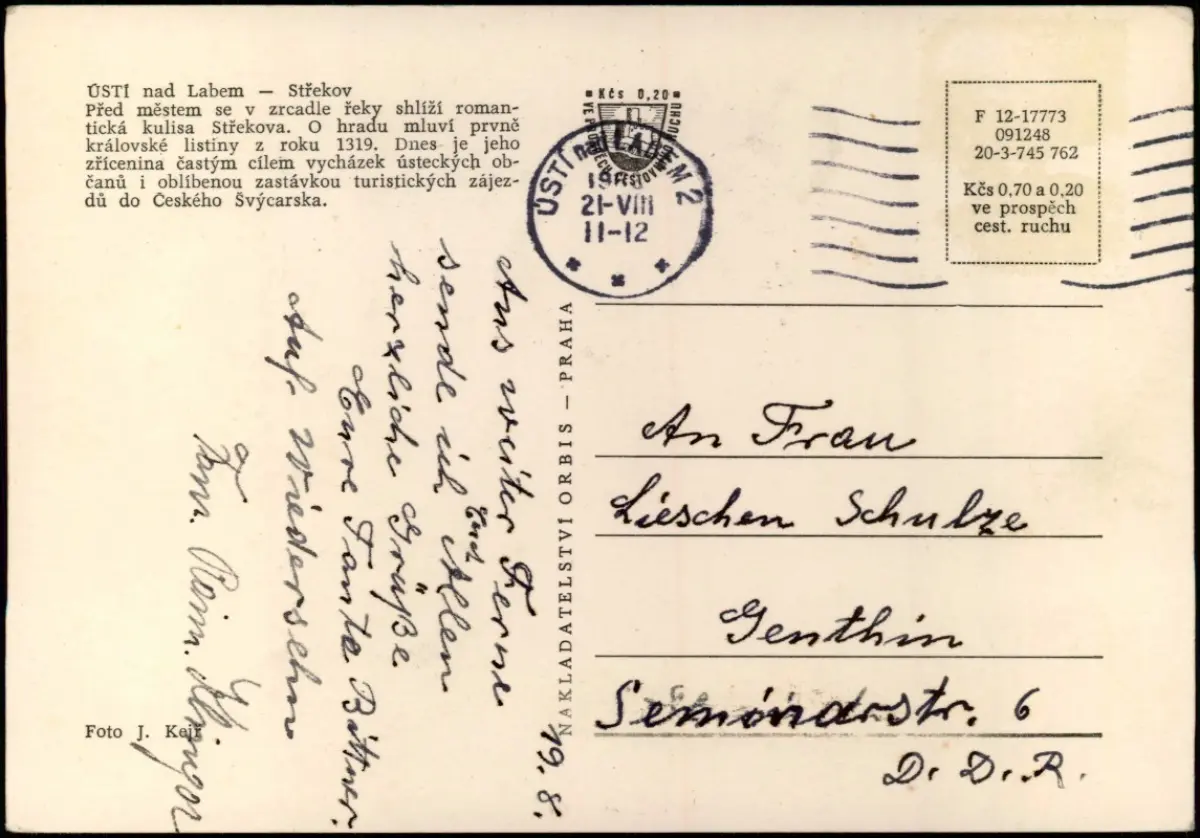 ÚSTÍ nad Labem — Střekov
Před městem se v zrcadle řeky shlíží roman-
tická kulisa Střekova. O hradu mluví prvně
královské listiny z roku 1319. Dnes je jeho
zřícenina častým cílem vycházek ústeckých ob-
čanů i oblíbenou zastávkou turistických zájez-
dů do Českého Švýcarska.
Kčs 0,20
ÚSTÍ nad LABEM 2
21-VIII
11-12
F 12-17773
091248
20-3-745 762
Kčs 0,70 a 0,20
ve prospěch
cest. ruchu
19. 8.
Aus weiter Ferne
sende ich Euch Allen
herzliche Grüße
Eure Tante Bittner.
Auf. Wiedersehn
Fam.
NAKLADATELSTVÍ ORBIS — PRAHA
An Frau
Lieschen Schulze
Genthin
6
D. D. R.
Foto J. Kejř